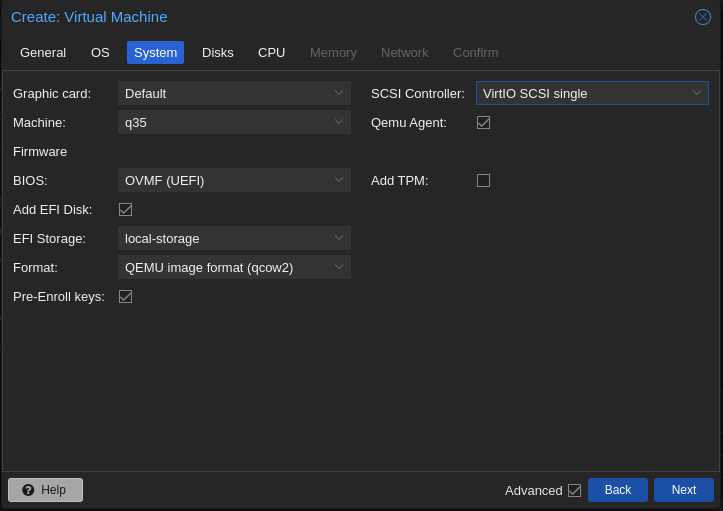 Create: Virtual Machine
General OS System Disks CPU Memory Network Confirm
Graphic card: Default SCSI Controller: VirtIO SCSI single
Machine: q35 Qemu Agent:
Firmware
BIOS: OVMF (UEFI) Add TPM:
Add EFI Disk:
EFI Storage: local-storage
Format: QEMU image format (qcow2)
Pre-Enroll keys:
? Help Advanced Back Next